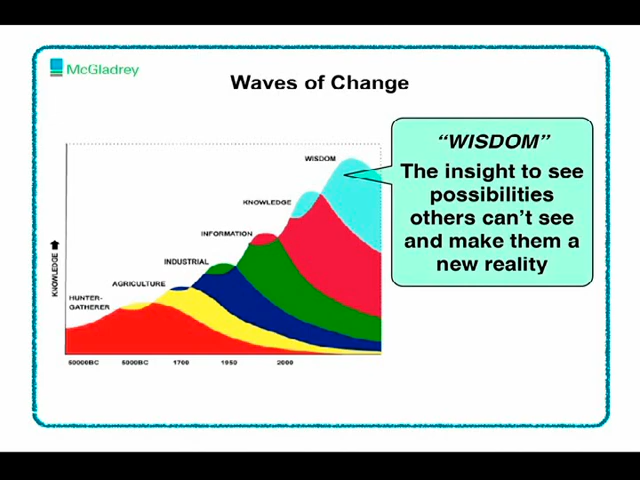 McGladrey
Waves of Change
"WISDOM"
The insight to see
possibilities
others can't see
and make them a
new reality
WISDOM
KNOWLEDGE
INFORMATION
INDUSTRIAL
AGRICULTURE
HUNTER-
GATHERER
KNOWLEDGE
50000BC 5000BC 1700 1950 2000